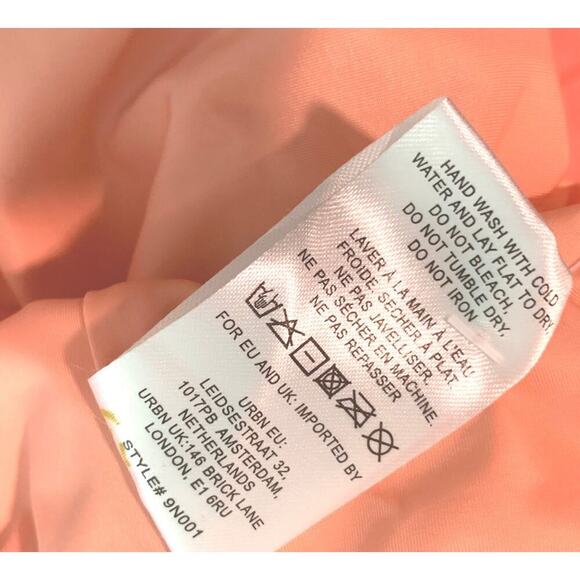 HAND WASH WITH COLD
WATER AND LAY FLAT TO DRY,
DO NOT BLEACH,
DO NOT TUMBLE DRY,
DO NOT IRON
LAVER À LA MAIN À L'EAU
FROIDE, SÉCHER À PLAT
NE PAS JAVELLISER,
NE PAS SÉCHER EN MACHINE.
NE PAS REPASSER
FOR EU AND UK: IMPORTED BY
URBN EU:
LEIDSESTRAAT 32,
1017PB AMSTERDAM,
NETHERLANDS
URBN UK:146 BRICK LANE
LONDON, E1 6RU
STYLE# 9N001